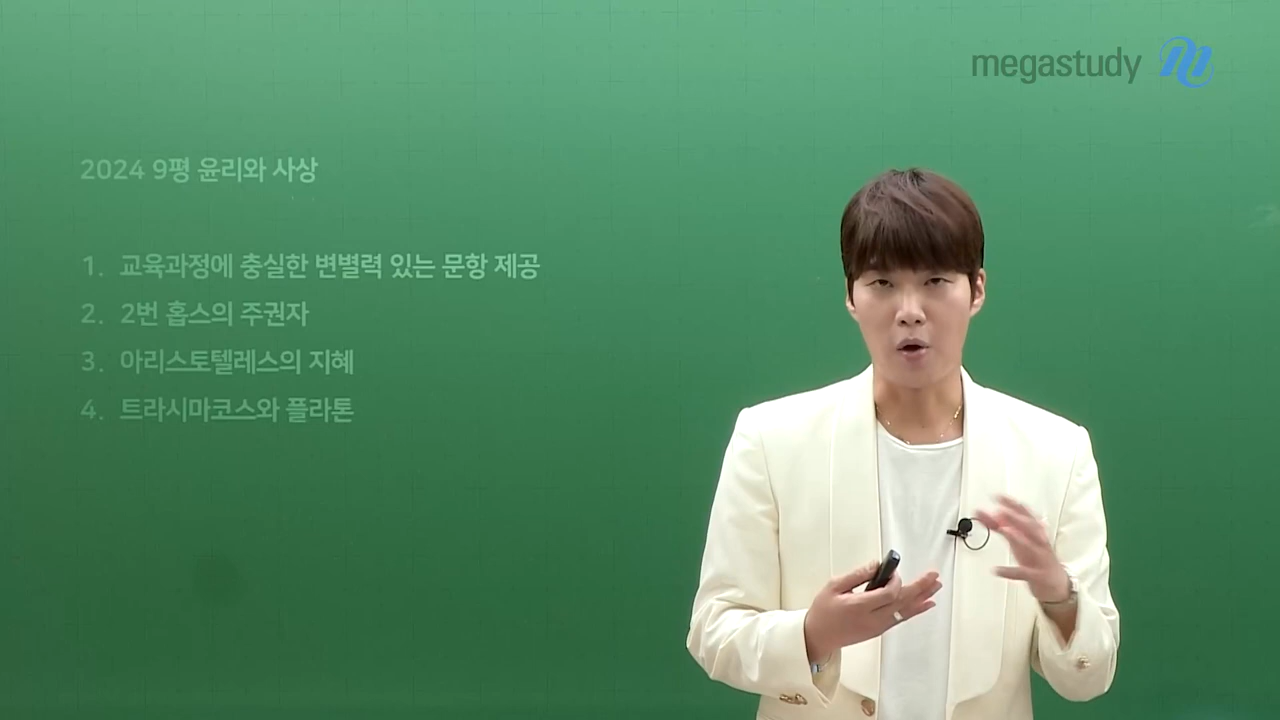 megastudy
2024 9평 윤리와 사상
1. 교육과정에 충실한 변별력 있는 문항 제공
2. 2번 홉스의 주권자
3. 아리스토텔레스의 지혜
4. 트라시마코스와 플라톤